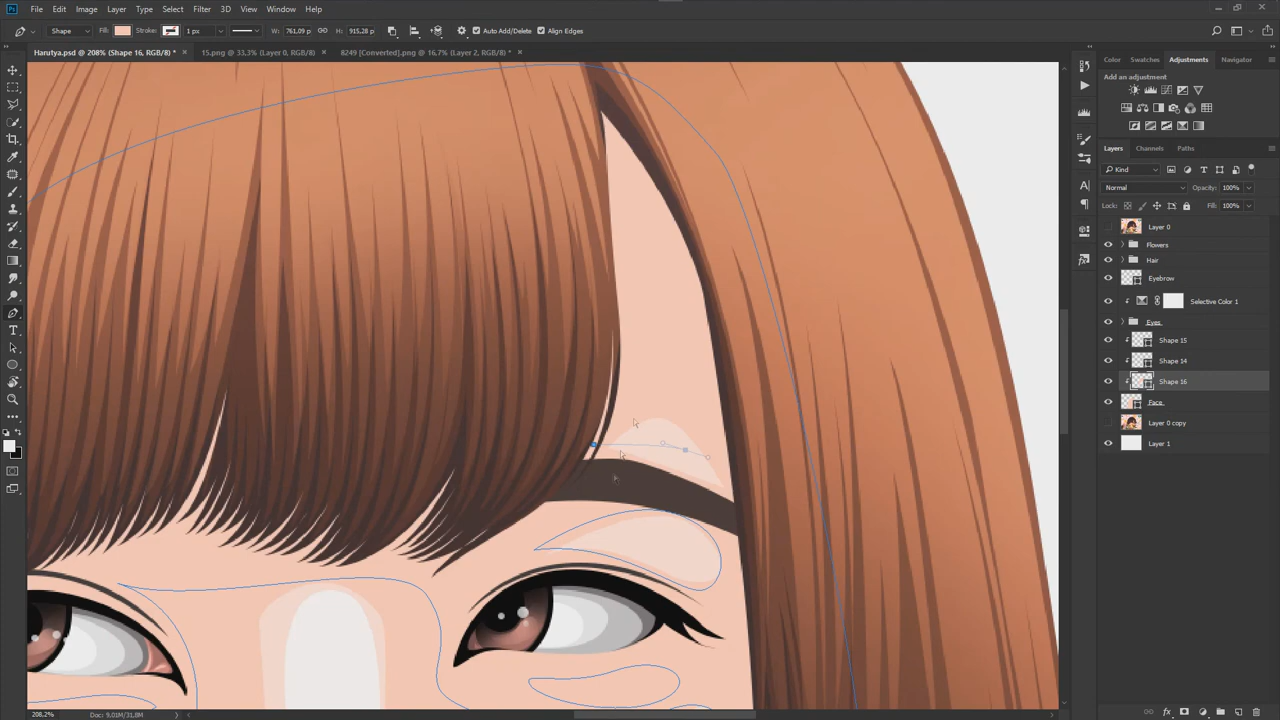 Ps File Edit Image Layer Type Select Filter 3D View Window Help
Shape Fill: Stroke: 1 px W: 761,09 p H: 915,28 p Auto Add/Delete Align Edges
Harutya.psd @ 208% (Shape 16, RGB/8) * × 15.png @ 33,3% (Layer 0, RGB/8) × 8249 [Converted].png @ 16,7% (Layer 2, RGB/8) * ×
Color Swatches Adjustments Navigator
Add an adjustment
Layers Channels Paths
Kind
Normal Opacity: 100%
Lock: Fill: 100%
Layer 0
Flowers
Hair
Eyebrow
Selective Color 1
Eyes
Shape 15
Shape 14
Shape 16
Face
Layer 0 copy
Layer 1
208,2% Doc: 9,01M/31,8M